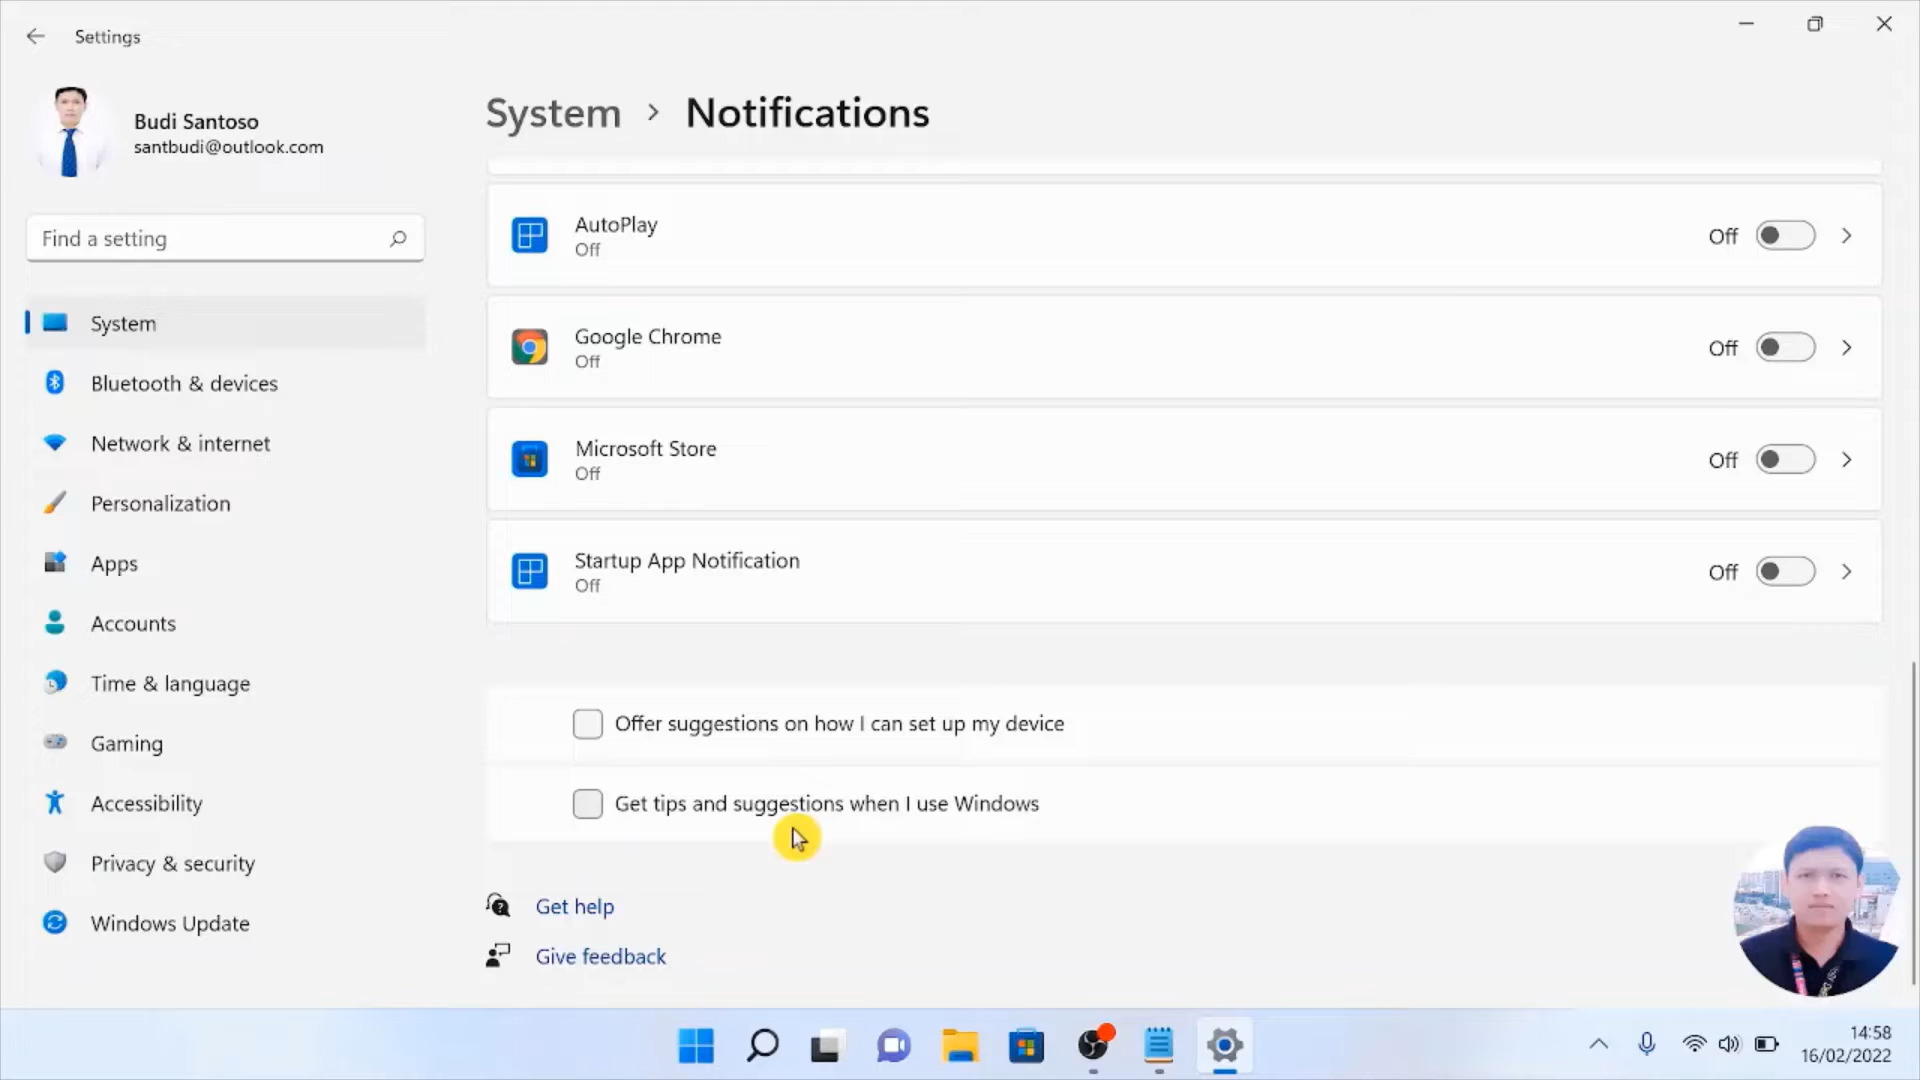 Settings
Budi Santoso
santbudi@outlook.com
Find a setting
System
Bluetooth & devices
Network & internet
Personalization
Apps
Accounts
Time & language
Gaming
Accessibility
Privacy & security
Windows Update
System > Notifications
AutoPlay
Off
Off
Google Chrome
Off
Off
Microsoft Store
Off
Off
Startup App Notification
Off
Off
Offer suggestions on how I can set up my device
Get tips and suggestions when I use Windows
Get help
Give feedback
14:58
16/02/2022